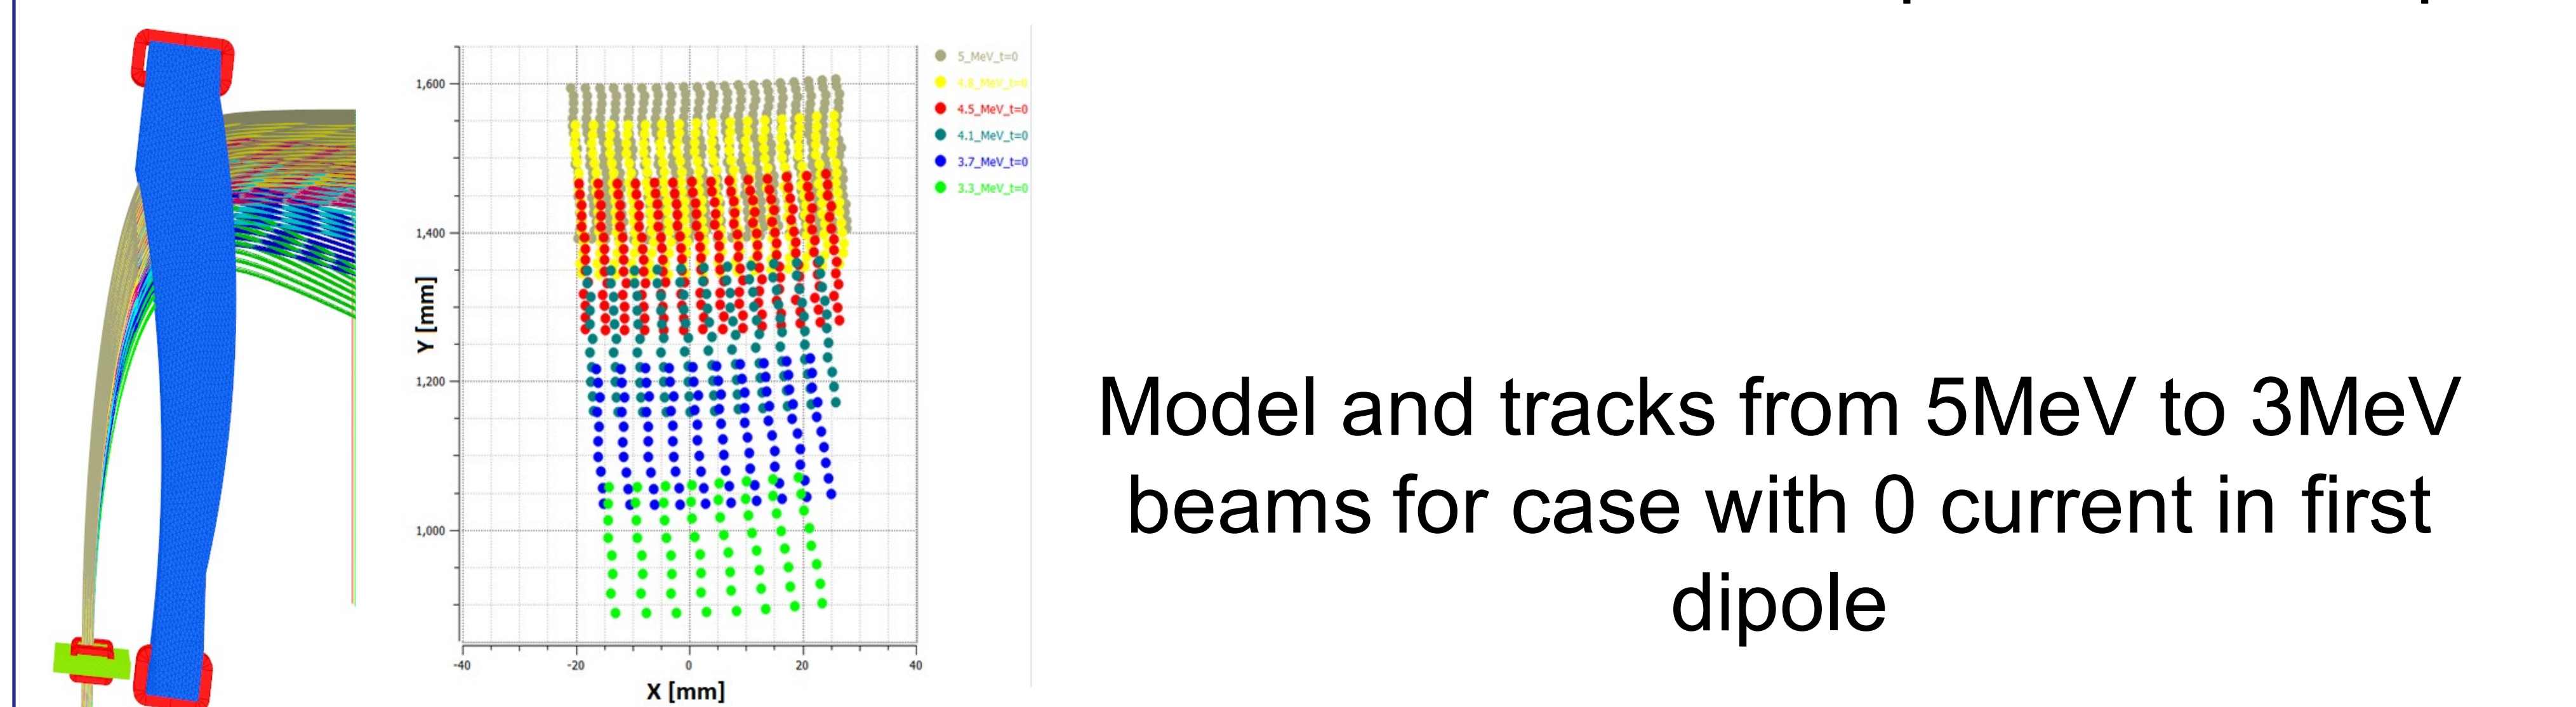 1,600
1,400
1,200
1,000
Y [mm]
-40 -20 0 20 40
X [mm]
5_MeV_t=0
4.8_MeV_t=0
4.5_MeV_t=0
4.1_MeV_t=0
3.7_MeV_t=0
3.3_MeV_t=0
Model and tracks from 5MeV to 3MeV
beams for case with 0 current in first
dipole